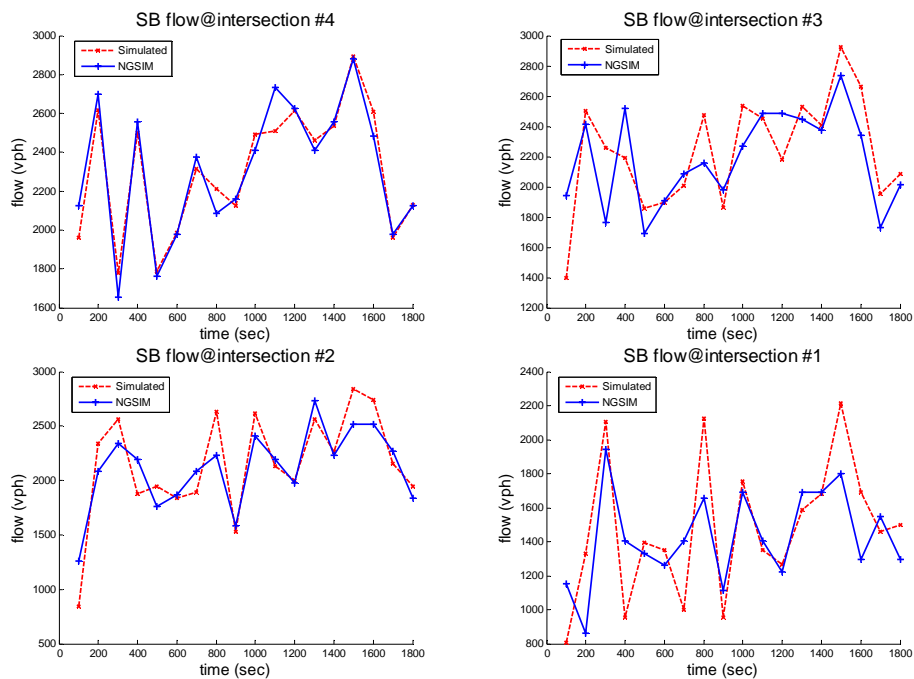 SB flow@intersection #4
3000
2800
2600
2400
2200
2000
1800
1600
flow (vph)
Simulated
NGSIM
0 200 400 600 800 1000 1200 1400 1600 1800
time (sec)
SB flow@intersection #3
3000
2800
2600
2400
2200
2000
1800
1600
1400
1200
flow (vph)
Simulated
NGSIM
0 200 400 600 800 1000 1200 1400 1600 1800
time (sec)
SB flow@intersection #2
3000
2500
2000
1500
1000
500
flow (vph)
Simulated
NGSIM
0 200 400 600 800 1000 1200 1400 1600 1800
time (sec)
SB flow@intersection #1
2400
2200
2000
1800
1600
1400
1200
1000
800
flow (vph)
Simulated
NGSIM
0 200 400 600 800 1000 1200 1400 1600 1800
time (sec)